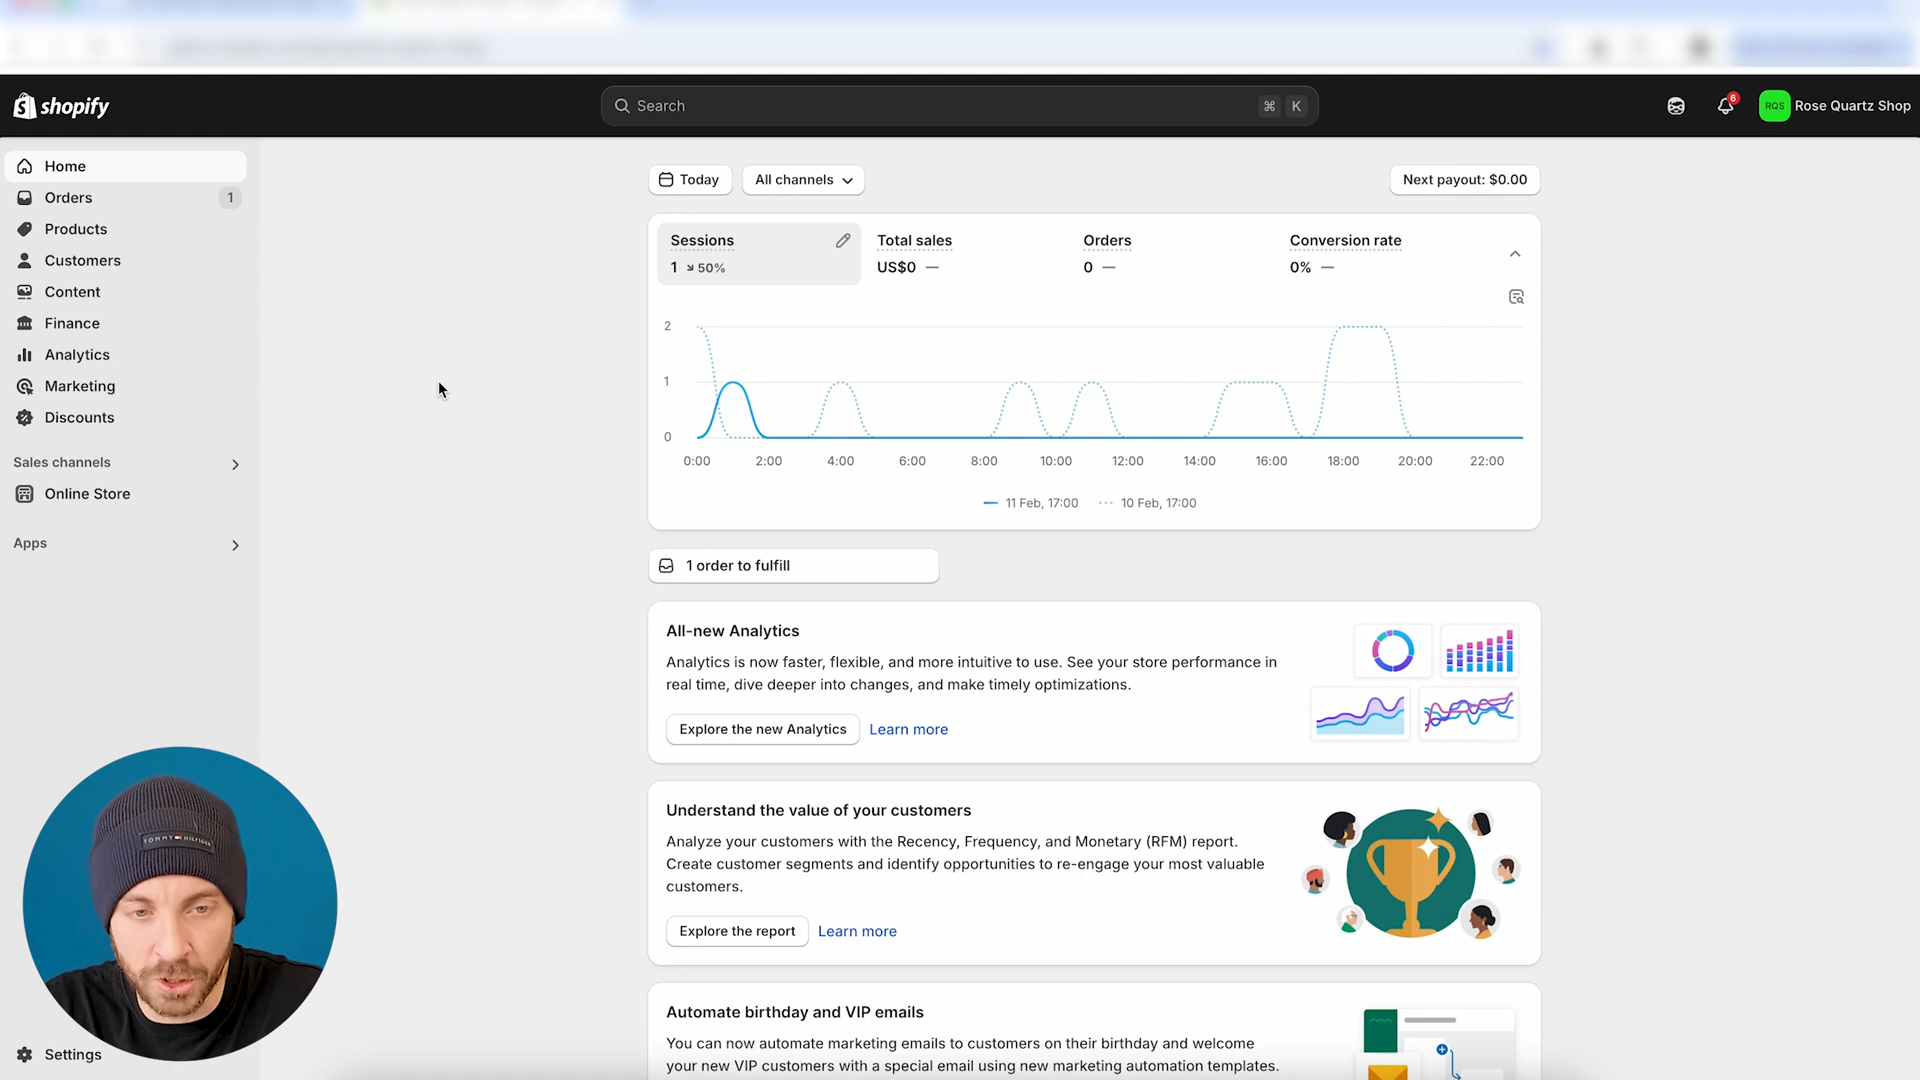 shopify
Search
⌘ K
6
RQS
Rose Quartz Shop
Home
Orders
1
Products
Customers
Content
Finance
Analytics
Marketing
Discounts
Sales channels
Online Store
Apps
Settings
Today
All channels
Next payout: $0.00
Sessions
1 50%
Total sales
US$0 —
Orders
0 —
Conversion rate
0% —
2
1
0
0:00 2:00 4:00 6:00 8:00 10:00 12:00 14:00 16:00 18:00 20:00 22:00
11 Feb, 17:00
10 Feb, 17:00
1 order to fulfill
All-new Analytics
Analytics is now faster, flexible, and more intuitive to use. See your store performance in
real time, dive deeper into changes, and make timely optimizations.
Explore the new Analytics
Learn more
Understand the value of your customers
Analyze your customers with the Recency, Frequency, and Monetary (RFM) report.
Create customer segments and identify opportunities to re-engage your most valuable
customers.
Explore the report
Learn more
Automate birthday and VIP emails
You can now automate marketing emails to customers on their birthday and welcome
your new VIP customers with a special email using new marketing automation templates.
TOMMY HILFIGER